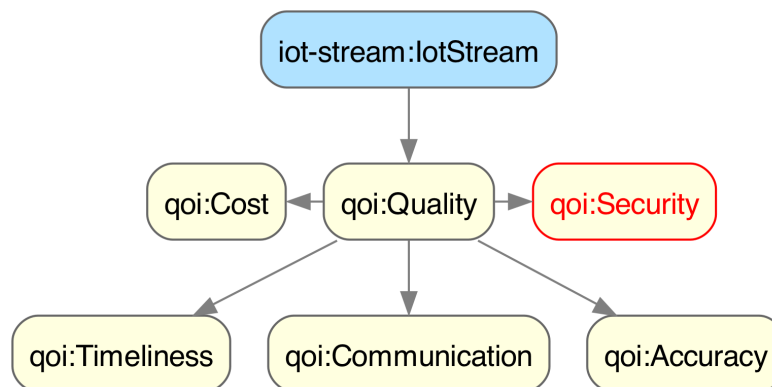 iot-stream:IotStream
qoi:Cost
qoi:Quality
qoi:Security
qoi:Timeliness
qoi:Communication
qoi:Accuracy